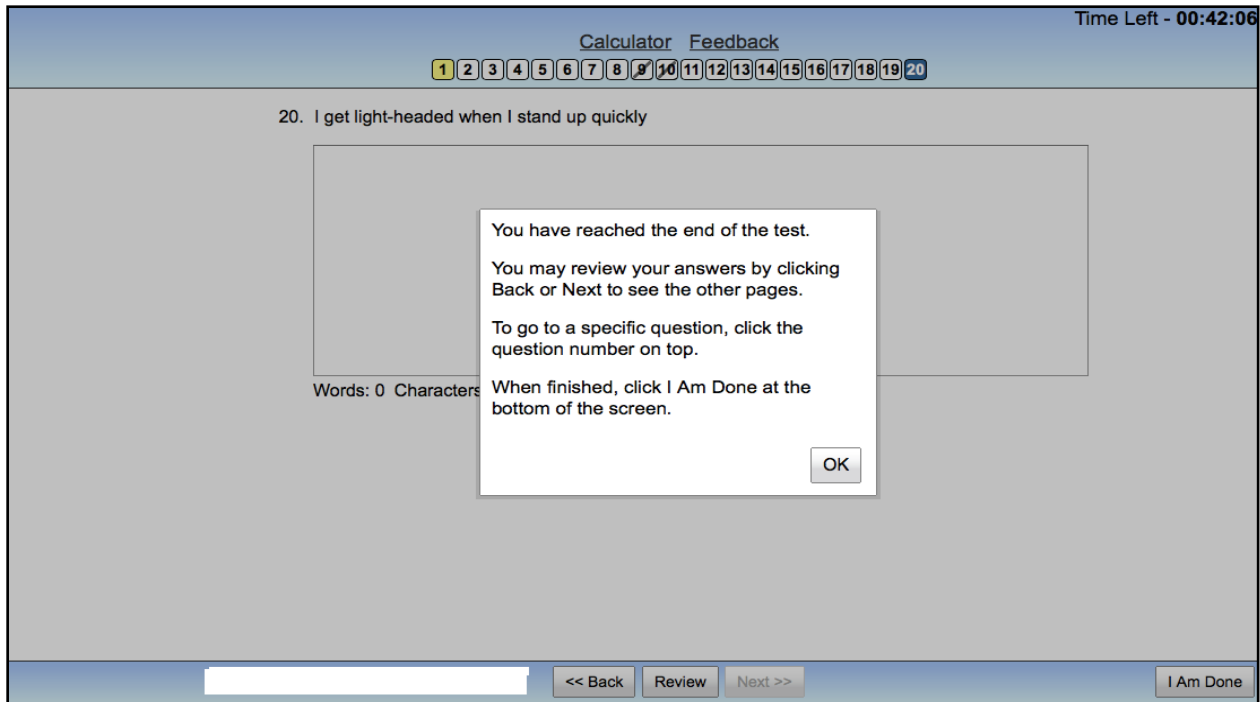 Time Left - 00:42:06
Calculator Feedback
1 2 3 4 5 6 7 8 9 10 11 12 13 14 15 16 17 18 19 20
20. I get light-headed when I stand up quickly
You have reached the end of the test.
You may review your answers by clicking
Back or Next to see the other pages.
To go to a specific question, click the
question number on top.
When finished, click I Am Done at the
bottom of the screen.
OK
Words: 0 Characters
<< Back Review Next >> I Am Done